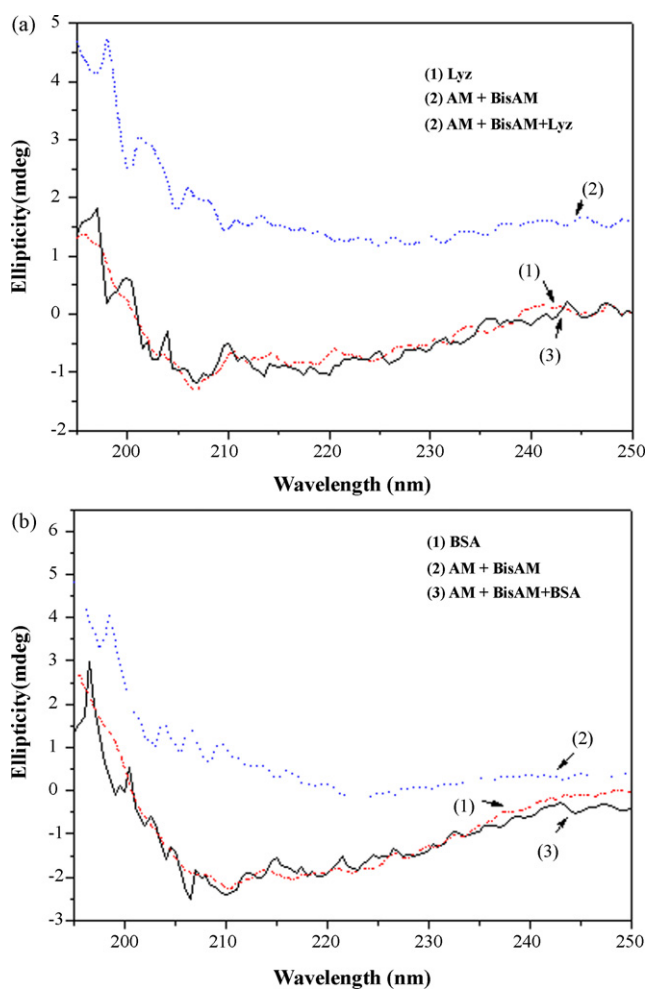 (a)
5
4
3
2
1
0
-1
-2
Ellipticity(mdeg)
(1) Lyz
(2) AM + BisAM
(2) AM + BisAM+Lyz
(2)
(1)
(3)
200 210 220 230 240 250
Wavelength (nm)
(b)
6
5
4
3
2
1
0
-1
-2
-3
Ellipticity(mdeg)
(1) BSA
(2) AM + BisAM
(3) AM + BisAM+BSA
(2)
(1)
(3)
200 210 220 230 240 250
Wavelength (nm)